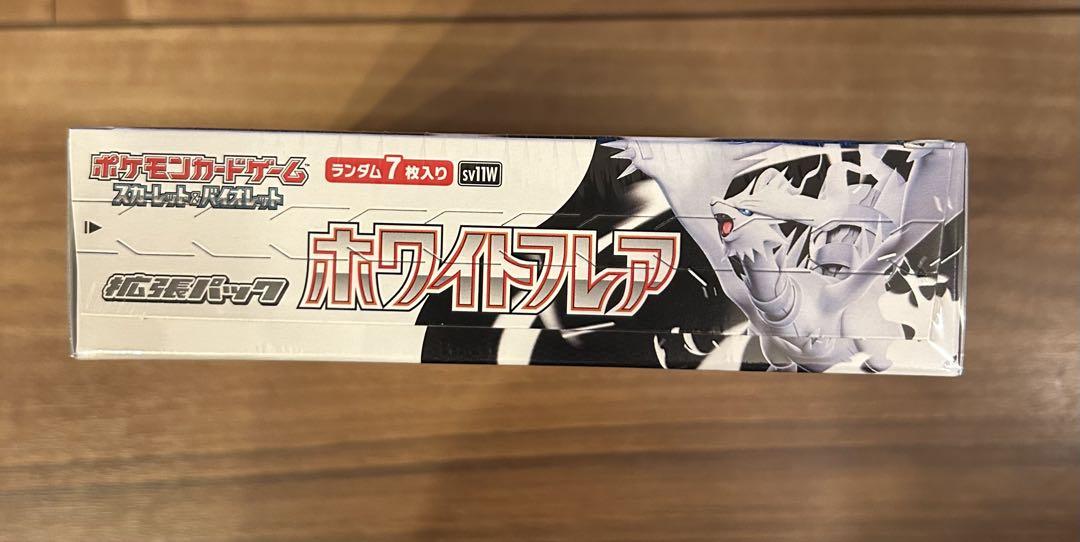 ポケモンカードゲーム™
スカーレット&バイオレット
ランダム7枚入り
sv11W
拡張パック
ホワイトフレア